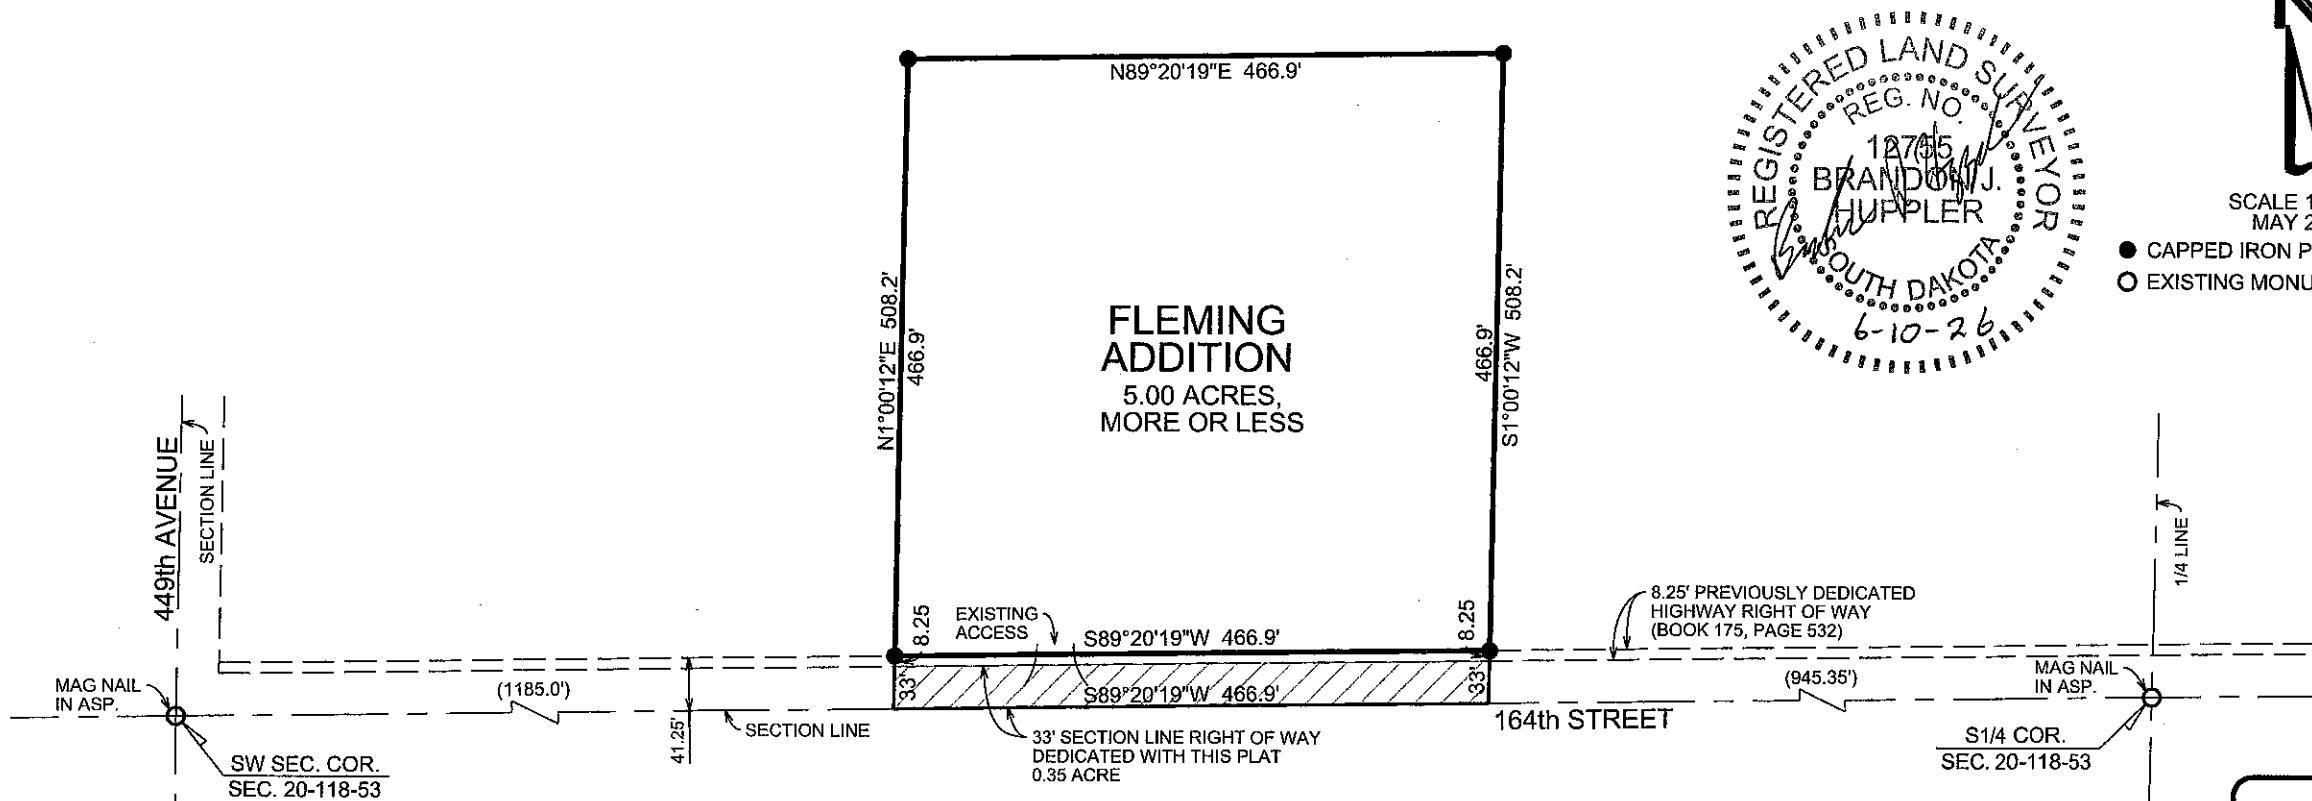 N89°20'19"E 466.9'
REGISTERED LAND SURVEYOR
REG. NO.
12755
BRANDON J.
HUPPLER
SOUTH DAKOTA
6-10-26
SCALE 1
MAY 2
CAPPED IRON P
EXISTING MONU
N1°00'12"E 508.2'
466.9'
FLEMING
ADDITION
5.00 ACRES,
MORE OR LESS
466.9'
S1°00'12"W 508.2'
449th AVENUE
SECTION LINE
1/4 LINE
8.25
EXISTING
ACCESS
S89°20'19"W 466.9'
8.25
8.25' PREVIOUSLY DEDICATED
HIGHWAY RIGHT OF WAY
(BOOK 175, PAGE 532)
MAG NAIL
IN ASP.
(1185.0')
33'
S89°20'19"W 466.9'
33'
(945.35')
MAG NAIL
IN ASP.
41.25'
SECTION LINE
164th STREET
33' SECTION LINE RIGHT OF WAY
DEDICATED WITH THIS PLAT
0.35 ACRE
SW SEC. COR.
SEC. 20-118-53
S1/4 COR.
SEC. 20-118-53